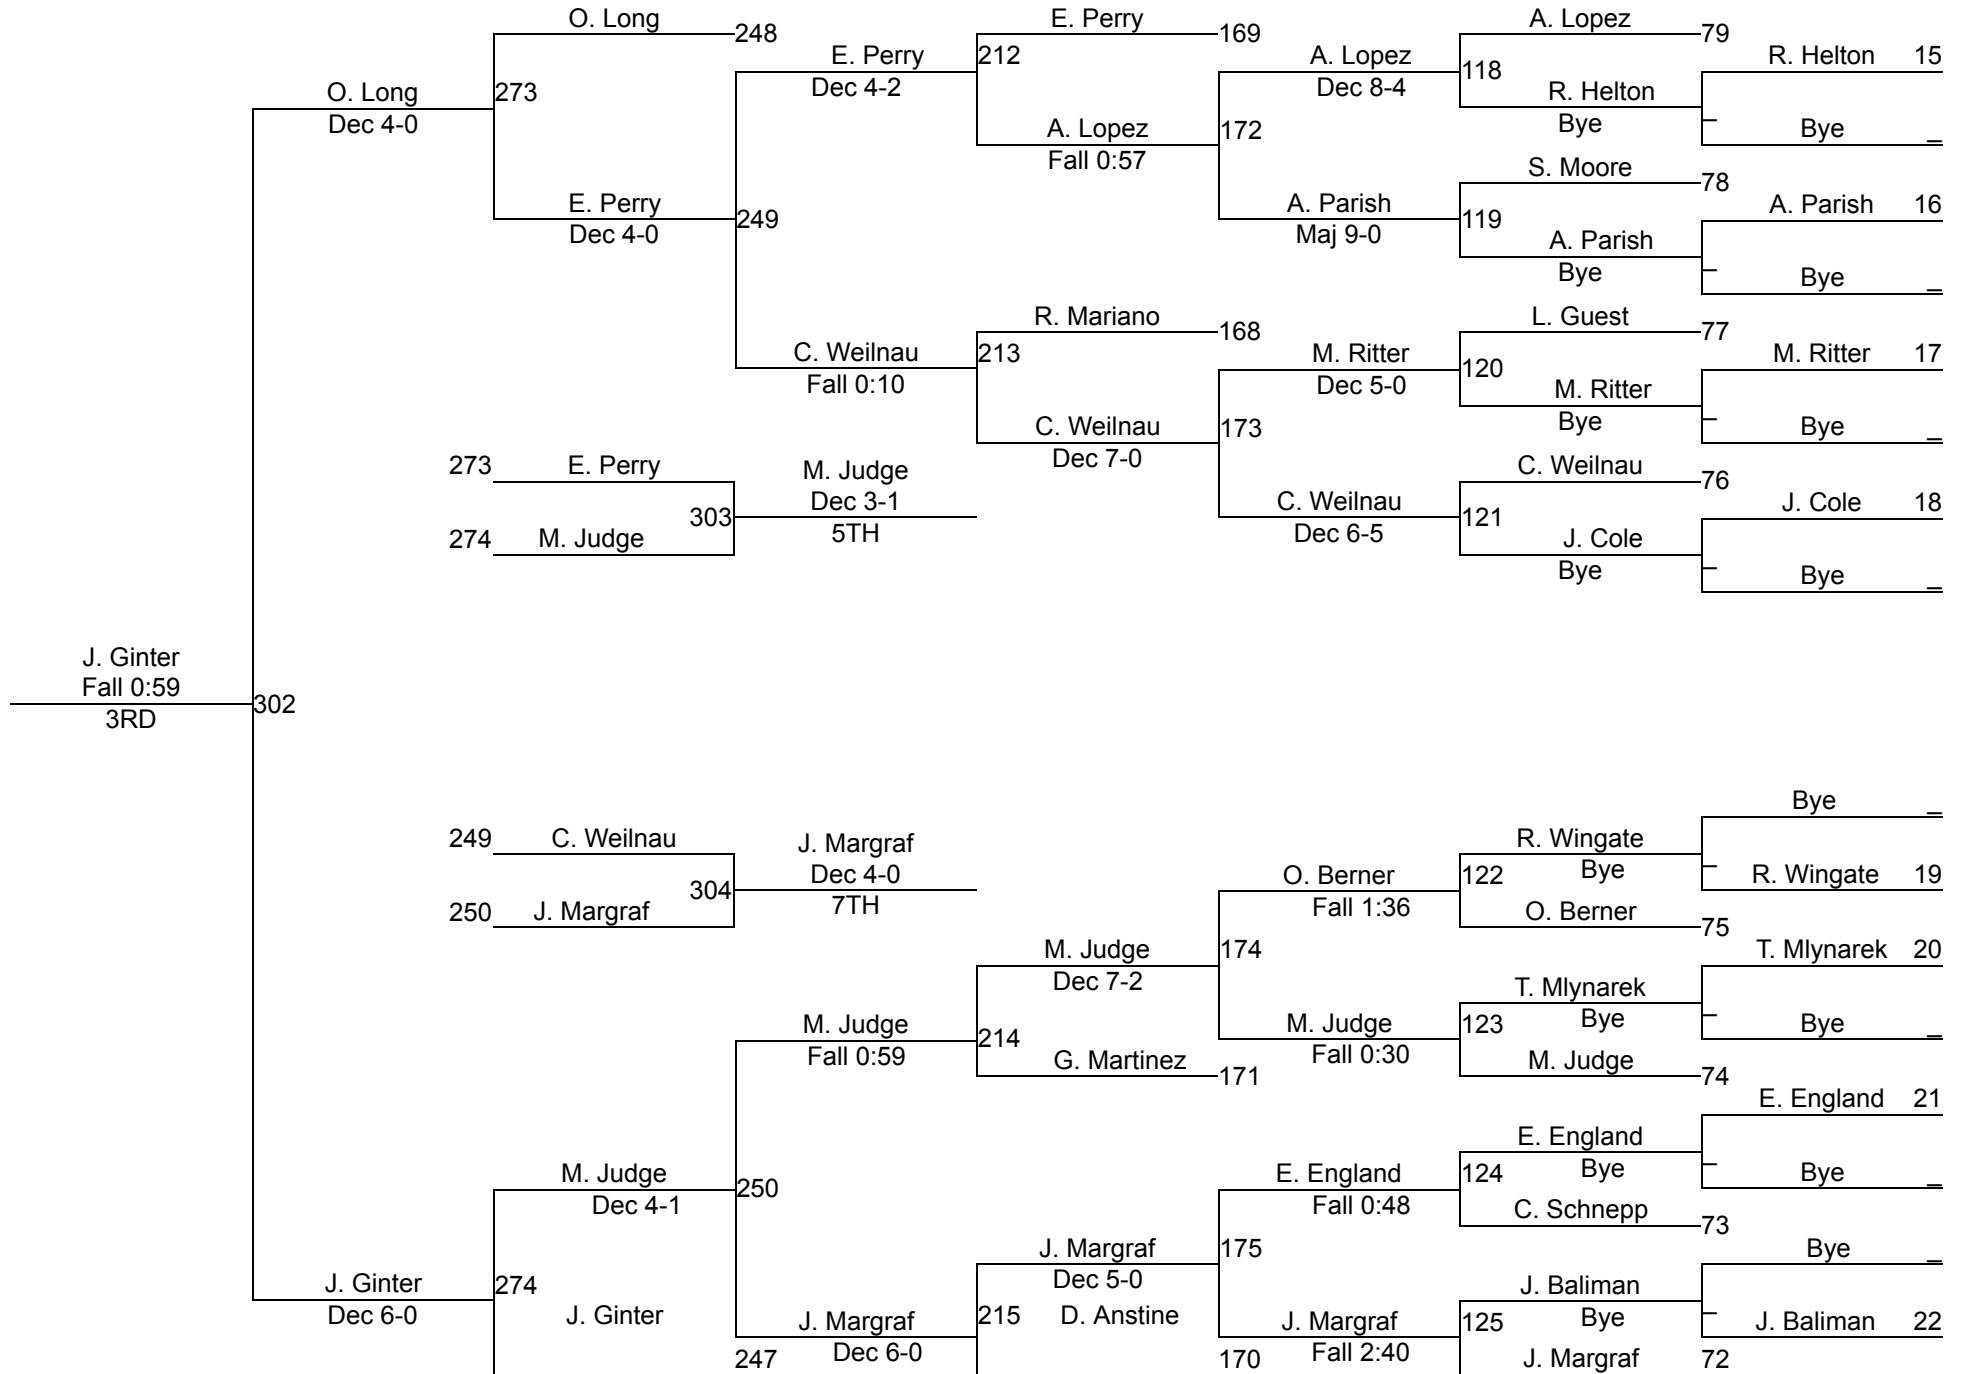 O. Long
E. Perry
A. Lopez
248
169
79
E. Perry
212
A. Lopez
R. Helton 15
Dec 4-2
Dec 8-4
118
O. Long
273
R. Helton
Dec 4-0
Bye
A. Lopez
172
Bye _
Fall 0:57
_
S. Moore
78
E. Perry
249
A. Parish
119
A. Parish 16
Dec 4-0
Maj 9-0
A. Parish
Bye
_
Bye _
R. Mariano
168
L. Guest
77
C. Weilnau
213
M. Ritter
120
M. Ritter 17
Fall 0:10
Dec 5-0
M. Ritter
Bye
_
C. Weilnau
173
Bye _
Dec 7-0
273 E. Perry
M. Judge
C. Weilnau
76
Dec 3-1
303
5TH
C. Weilnau
121
J. Cole 18
Dec 6-5
274 M. Judge
J. Cole
Bye
_
Bye _
J. Ginter
Fall 0:59
302
3RD
Bye _
249 C. Weilnau
J. Margraf
R. Wingate
Dec 4-0
304
7TH
O. Berner
122
Bye
_
R. Wingate 19
Fall 1:36
250 J. Margraf
O. Berner
75
M. Judge
174
T. Mlynarek 20
Dec 7-2
T. Mlynarek
M. Judge
214
M. Judge
123
Bye
_
Bye _
Fall 0:59
Fall 0:30
G. Martinez
171
M. Judge
74
E. England 21
E. England
M. Judge
250
E. England
124
Bye
_
Bye _
Dec 4-1
Fall 0:48
C. Schnepp
73
J. Margraf
175
Bye _
Dec 5-0
J. Ginter
274
J. Baliman
Dec 6-0
J. Ginter
J. Margraf
215
D. Anstine
J. Margraf
125
Bye
_
J. Baliman 22
247
Dec 6-0
170
Fall 2:40
J. Margraf
72